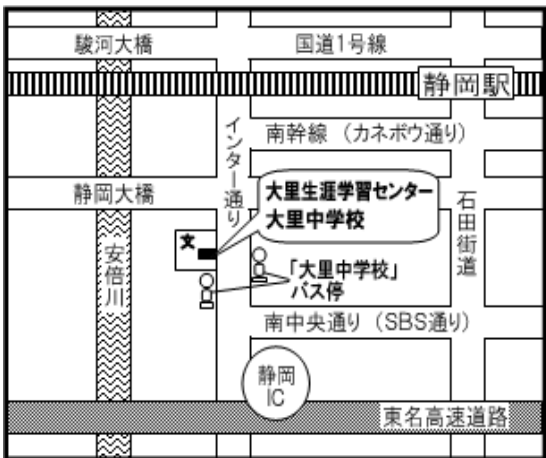 駿河大橋
国道1号線
静岡駅
インター通り
南幹線（カネボウ通り）
静岡大橋
大里生涯学習センター
大里中学校
石田街道
文
安倍川
「大里中学校」
バス停
南中央通り（SBS通り）
静岡
IC
東名高速道路